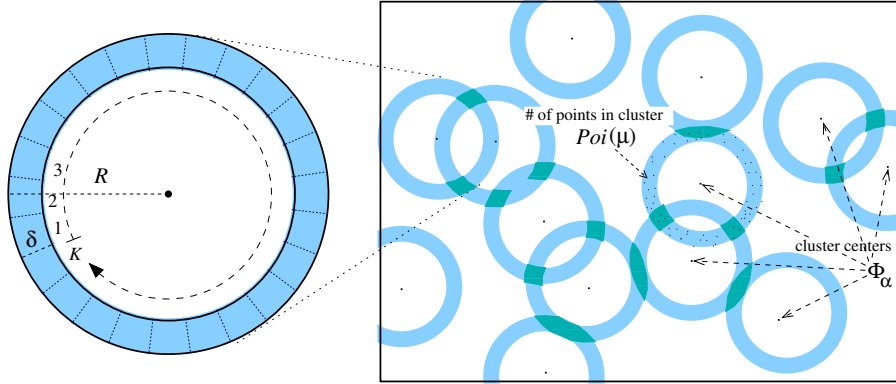 3
R
2
1
δ
K
# of points in cluster
Poi(μ)
cluster centers
Φα